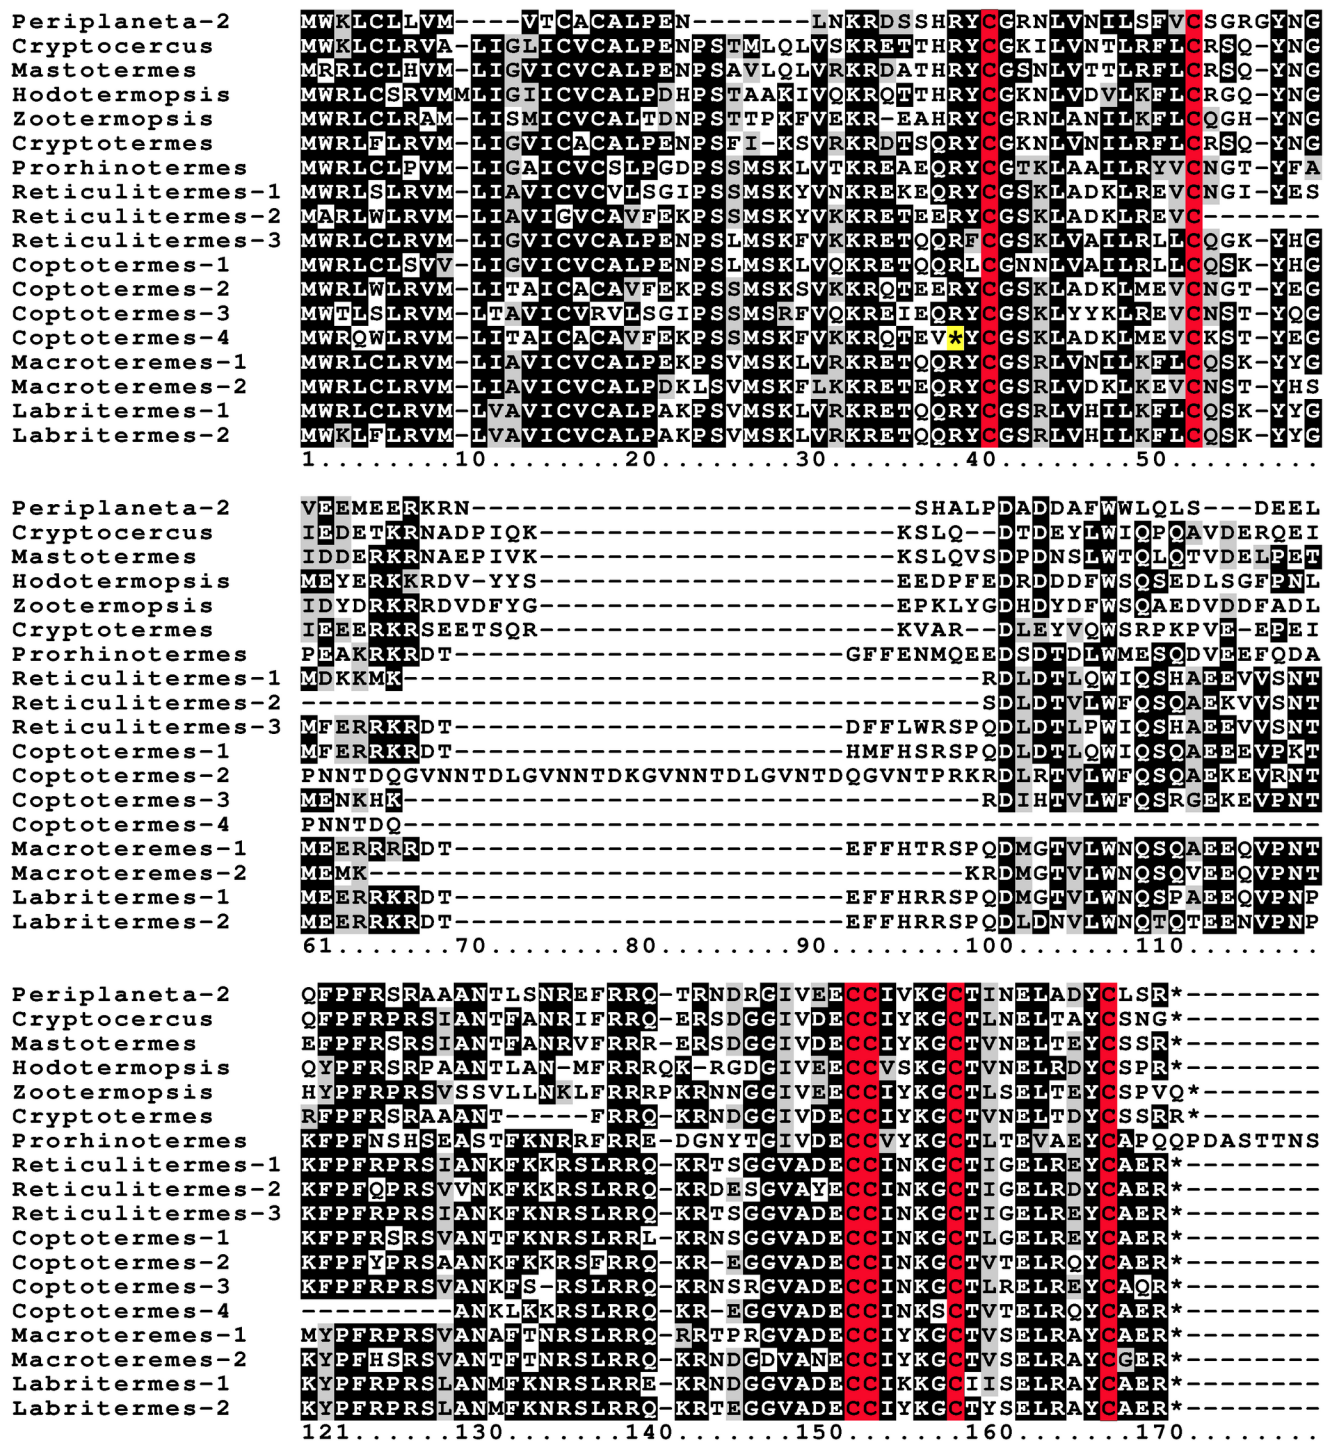 Periplaneta-2 MWKLCLLVM----VTCACALPEN-------LNKRDSSHRYCGRNLVNILSFVCSGRGYNG
Cryptocercus MWKLCLRVA-LIGLICVCALPENPSTMLQLVSKRETTHRYCGKILVNTLRFLCRSQ-YNG
Mastotermes MRRLCLHVM-LIGVICVCALPENPSAVLQLVRKRDATHRYCGSNLVTTLRFLCRSQ-YNG
Hodotermopsis MWRLCSRVMMLIGIICVCALPDHPSTAAKIVQKRQTTHRYCGKNLVDVLKFLCRGQ-YNG
Zootermopsis MWRLCLRAM-LISMICVCALTDNPSTTPKFVEKR-EAHRYCGRNLANILKFLCQGH-YNG
Cryptotermes MWRLFLRVM-LIGVICACALPENPSFI-KSVRKRDTSQRYCGKNLVNILRFLCRSQ-YNG
Prorhinotermes MWRLCLPVM-LIGAICVCSLPGDPSSMSKLVTKREAEQRYCGTKLAAILRYVCNGT-YFA
Reticulitermes-1 MWRLSLRVM-LIAVICVCVLSGIPSSMSKYVNKREKEQRYCGSKLADKLREVCNGI-YES
Reticulitermes-2 MARLWLRVM-LIAVIGVCAVFEKPSSMSKYVKKRETEERYCGSKLADKLREVC-------
Reticulitermes-3 MWRLCLRVM-LIGVICVCALPENPSLMSKFVKKRETQQRFCGSKLVAILRLLCQGK-YHG
Coptotermes-1 MWRLCLSVV-LIGVICVCALPENPSLMSKLVQKRETQQRLCGNNLVAILRLLCQSK-YHG
Coptotermes-2 MWRLWLRVM-LITAICACAVFEKPSSMSKSVKKRQTEERYCGSKLADKLMEVCNGT-YEG
Coptotermes-3 MWTLSLRVM-LTAVICVRVLSGIPSSMSRFVQKREIEQRYCGSKLYYKLREVCNST-YQG
Coptotermes-4 MWRQWLRVM-LITAICACAVFEKPSSMSKFVKKRQTEV*YCGSKLADKLMEVCKST-YEG
Macroteremes-1 MWRLCLRVM-LIAVICVCALPEKPSVMSKLVRKRETQQRYCGSRLVNILKFLCQSK-YYG
Macroteremes-2 MWRLCLRVM-LIAVICVCALPDKLSVMSKFLKKRETEQRYCGSRLVDKLKEVCNST-YHS
Labritermes-1 MWRLCLRVM-LVAVICVCALPAKPSVMSKLVRKRETQQRYCGSRLVHILKFLCQSK-YYG
Labritermes-2 MWKLFLRVM-LVAVICVCALPAKPSVMSKLVRKRETQQRYCGSRLVHILKFLCQSK-YYG
1........10........20........30........40........50........
Periplaneta-2 VEEMEERKRN--------------------------SHALPDADDAFWWLQLS---DEEL
Cryptocercus IEDETKRNADPIQK---------------------KSLQ--DTDEYLWIQPQAVDERQEI
Mastotermes IDDERKRNAEPIVK---------------------KSLQVSDPDNSLWTQLQTVDELPET
Hodotermopsis MEYERKKRDV-YYS---------------------EEDPFEDRDDDFWSQSEDLSGFPNL
Zootermopsis IDYDRKRRDVDFYG---------------------EPKLYGDHDYDFWSQAEDVDDFADL
Cryptotermes IEEERKRSEETSQR---------------------KVAR--DLEYVQWSRPKPVE-EPEI
Prorhinotermes PEAKRKRDT-----------------------GFFENMQEEDSDTDLWMESQDVEEFQDA
Reticulitermes-1 MDKKMK----------------------------------RDLDTLQWIQSHAEEVVSNT
Reticulitermes-2 ----------------------------------------SDLDTVLWFQSQAEKVVSNT
Reticulitermes-3 MFERRKRDT-----------------------DFFLWRSPQDLDTLPWIQSHAEEVVSNT
Coptotermes-1 MFERRKRDT-----------------------HMFHSRSPQDLDTLQWIQSQAEEEVPKT
Coptotermes-2 PNNTDQGVNNTDLGVNNTDKGVNNTDLGVNTDQGVNTPRKRDLRTVLWFQSQAEKEVRNT
Coptotermes-3 MENKHK----------------------------------RDIHTVLWFQSRGEKEVPNT
Coptotermes-4 PNNTDQ------------------------------------------------------
Macroteremes-1 MEERRRRDT-----------------------EFFHTRSPQDMGTVLWNQSQAEEQVPNT
Macroteremes-2 MEMK-----------------------------------KRDMGTVLWNQSQVEEQVPNT
Labritermes-1 MEERRKRDT-----------------------EFFHRRSPQDMGTVLWNQSPAEEQVPNP
Labritermes-2 MEERRKRDT-----------------------EFFHRRSPQDLDNVLWNQTQTEENVPNP
61.......70........80........90........100.......110........
Periplaneta-2 QFPFRSRAAANTLSNREFRRQ-TRNDRGIVEECCIVKGCTINELADYCLSR*--------
Cryptocercus QFPFRPRSIANTFANRIFRRQ-ERSDGGIVDECCIYKGCTLNELTAYCSNG*--------
Mastotermes EFPFRSRSIANTFANRVFRRR-ERSDGGIVDECCIYKGCTVNELTEYCSSR*--------
Hodotermopsis QYPFRSRPAANTLAN-MFRRRQK-RGDGIVEECCVSKGCTVNELRDYCSPR*--------
Zootermopsis HYPFRPRSVSSVLLNKLFRRRPKRNNGGIVEECCIYKGCTLSELTEYCSPVQ*-------
Cryptotermes RFPFRSRAAANT-----FRRQ-KRNDGGIVEECCIYKGCTVNELTDYCSSRR*-------
Prorhinotermes KFPFNSHSEASTFKNRRFRRE-DGNYTGIVDECCVYKGCTLTEVAEYCAPQQPDASTTNS
Reticulitermes-1 KFPFRPRSIANKFKKRSLRRQ-KRTSGGVADECCINKGCTIGELREYCAER*--------
Reticulitermes-2 KFPFQPRSVVNKFKKRSLRRQ-KRDESGVAYECCINKGCTIGELRDYCAER*--------
Reticulitermes-3 KFPFRPRSIANKFKNRSLRRQ-KRTSGGVADECCINKGCTIGELREYCAER*--------
Coptotermes-1 KFPFRSRSVANTFKNRSLRRL-KRNSGGVADECCINKGCTLGELREYCAER*--------
Coptotermes-2 KFPFYPRSAANKFKKRSFRRQ-KR-EGGVADECCINKGCTVTELRQYCAER*--------
Coptotermes-3 KFPFRPRSVANKFS-RSLRRQ-KRNSRGVADECCINKGCTLRELREYCAQR*--------
Coptotermes-4 ---------ANKLKKRSLRRQ-KR-EGGVADECCINKSCTVTELRQYCAER*--------
Macroteremes-1 MYPFRPRSVANAFTNRSLRRQ-RRTPRGVADECCINKGCTVSELRAYCAER*--------
Macroteremes-2 KYPFHSRSVANTFTNRSLRRQ-KRNDGDVANECCIYKGCTVSELRAYCGER*--------
Labritermes-1 KYPFRPRSLANMFKNRSLRRE-KRNDGGVADECCIKKGCIISELRAYCAER*--------
Labritermes-2 KYPFRPRSLANMFKNRSLRRQ-KRTEGGVADECCIYKGCTYSELRAYCAER*--------
121......130.......140.......150.......160.......170........